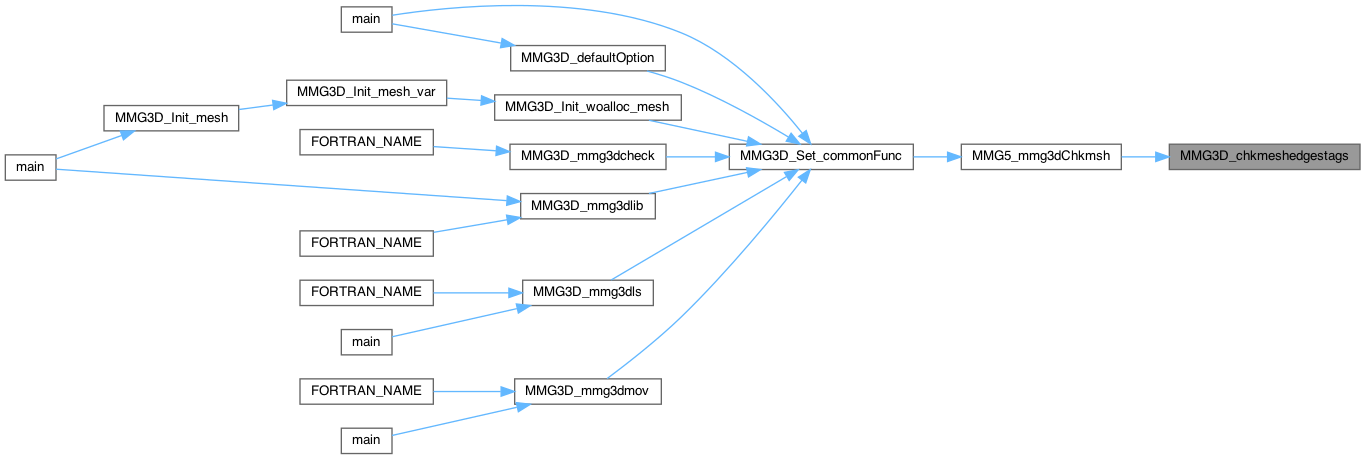 main
MMG3D_defaultOption
MMG3D_Init_mesh_var
MMG3D_Init_woalloc_mesh
MMG3D_Init_mesh
FORTRAN_NAME
MMG3D_mmg3dcheck
MMG3D_Set_commonFunc
MMG5_mmg3dChkmsh
MMG3D_chkmeshedgestags
main
MMG3D_mmg3dlib
FORTRAN_NAME
FORTRAN_NAME
MMG3D_mmg3dls
main
FORTRAN_NAME
MMG3D_mmg3dmov
main